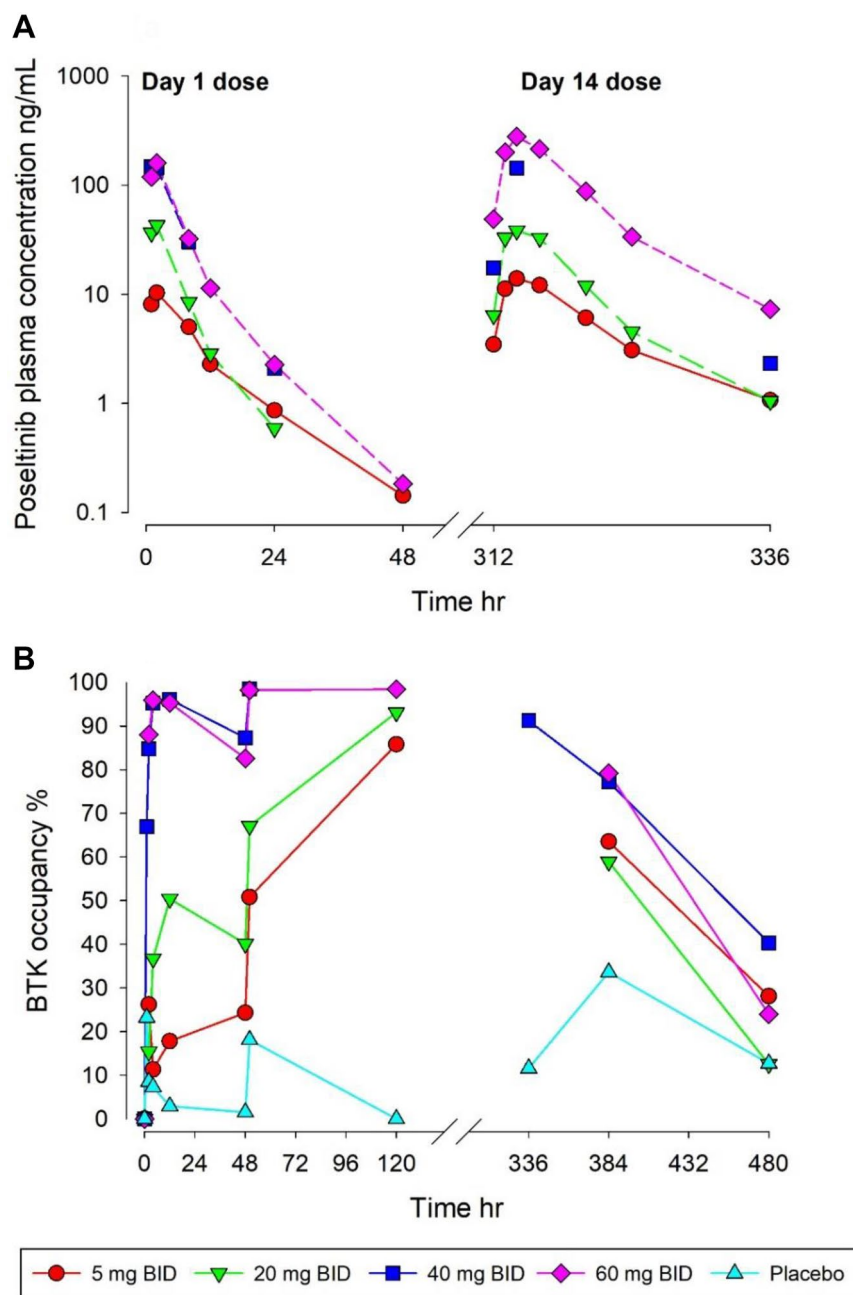 A
Day 1 dose
Day 14 dose
Poseltinib plasma concentration ng/mL
1000
100
10
1
0.1
0
24
48
312
336
Time hr
B
BTK occupancy %
100
90
80
70
60
50
40
30
20
10
0
0
24
48
72
96
120
336
384
432
480
Time hr
5 mg BID
20 mg BID
40 mg BID
60 mg BID
Placebo